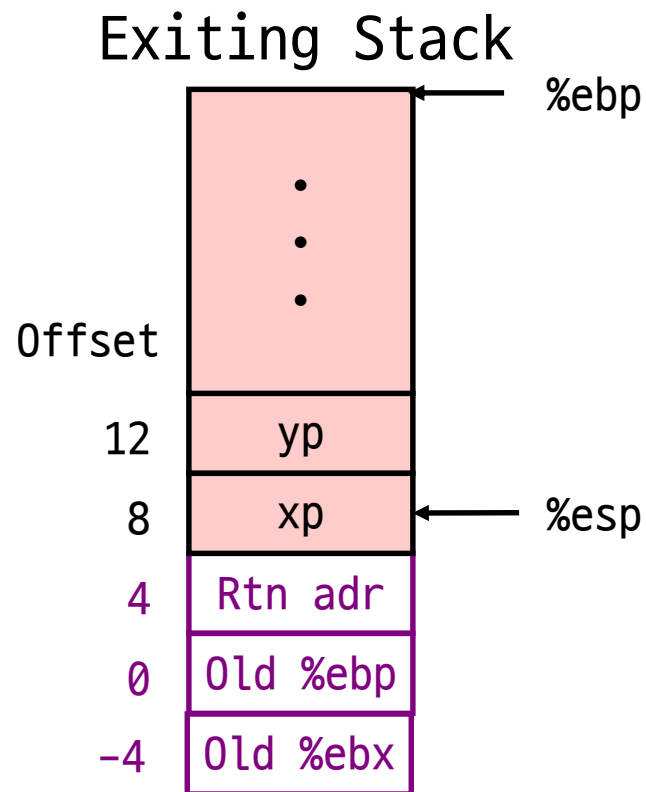 Exiting Stack
%ebp
•
•
•
Offset
12 yp
8 xp %esp
4 Rtn adr
0 Old %ebp
−4 Old %ebx